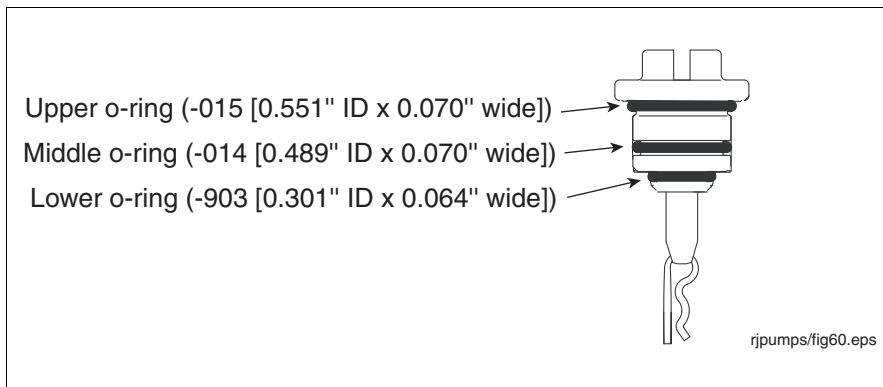 Upper o-ring (-015 [0.551" ID x 0.070" wide])
Middle o-ring (-014 [0.489" ID x 0.070" wide])
Lower o-ring (-903 [0.301" ID x 0.064" wide])
rjpumps/fig60.eps